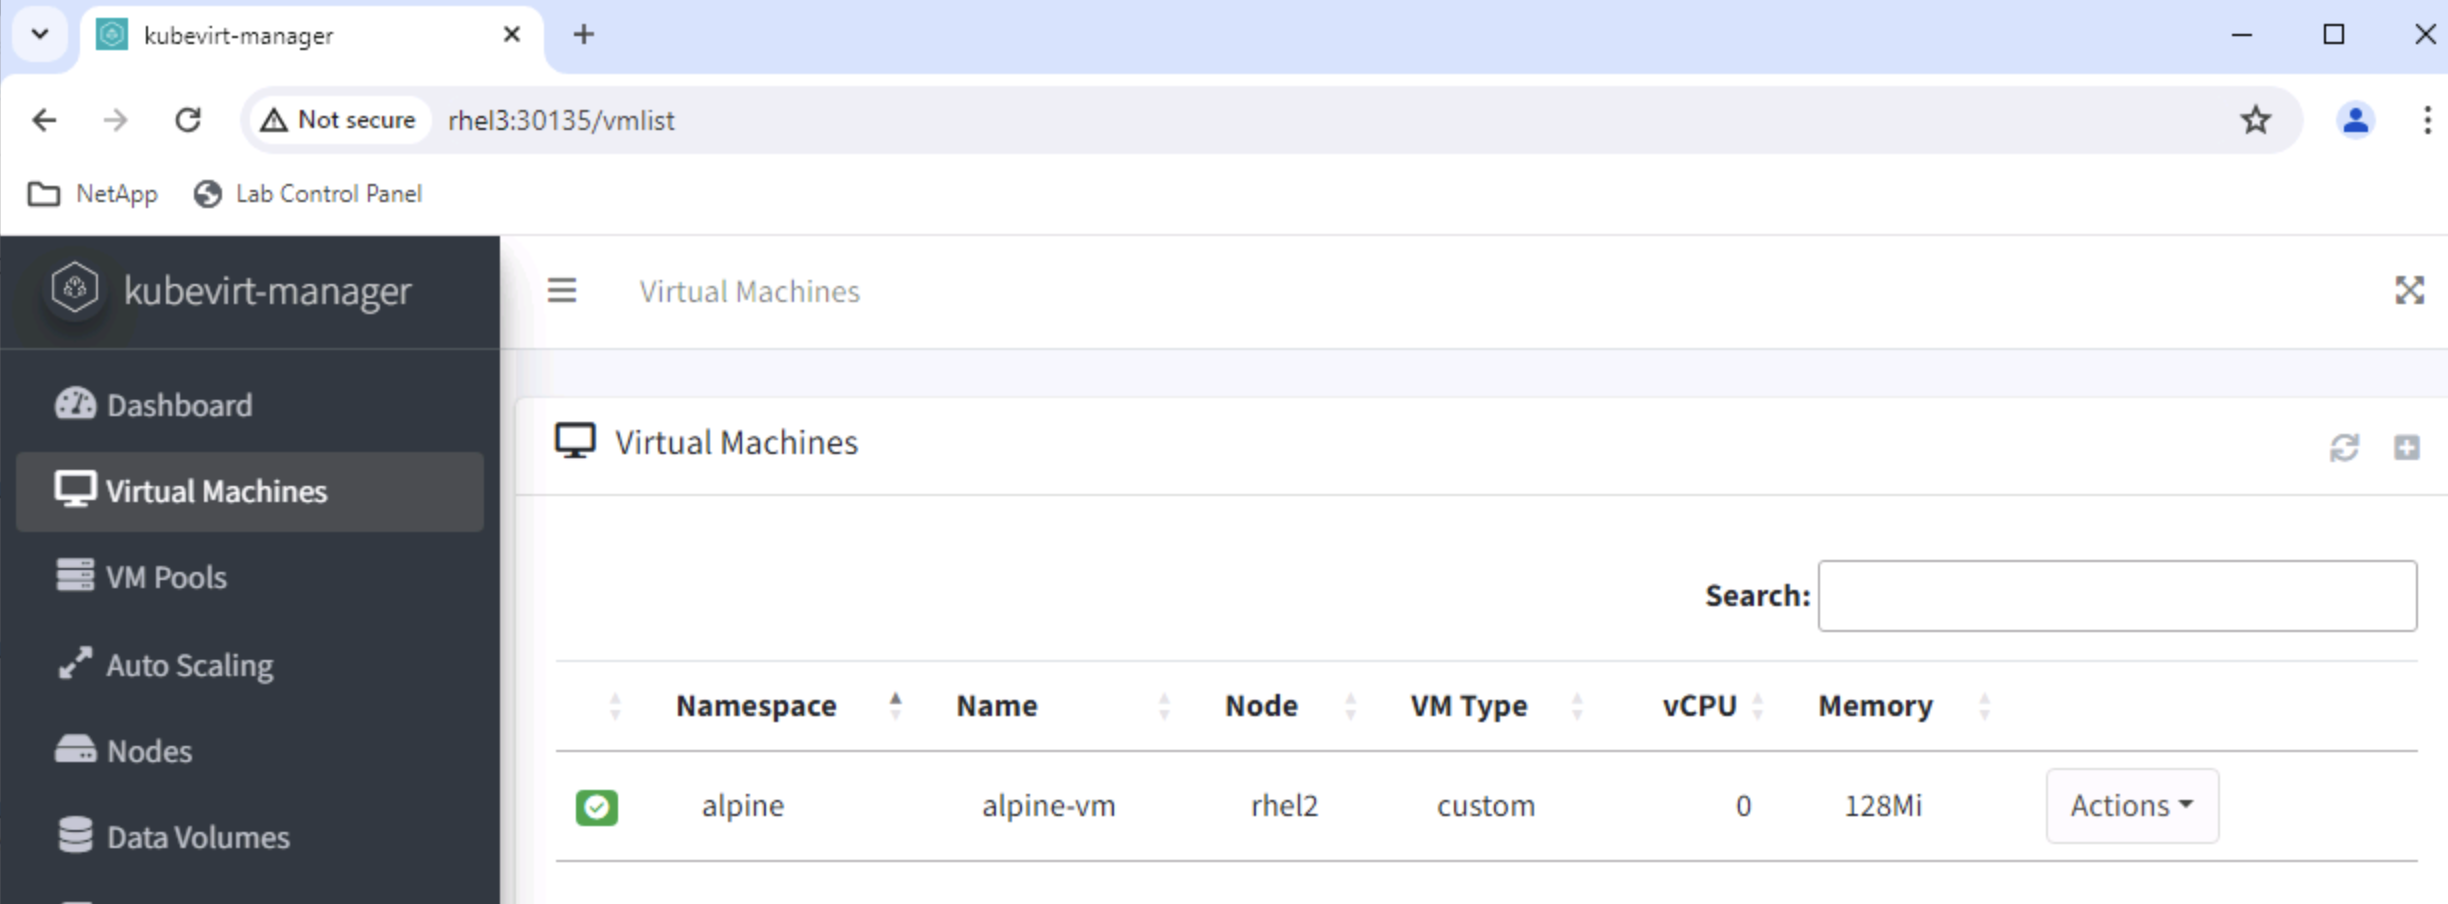 kubevirt-manager
Not secure rhel3:30135/vmlist
NetApp Lab Control Panel
kubevirt-manager
Virtual Machines
Dashboard
Virtual Machines
VM Pools
Auto Scaling
Nodes
Data Volumes
Virtual Machines
Search:
Namespace Name Node VM Type vCPU Memory
alpine alpine-vm rhel2 custom 0 128Mi Actions